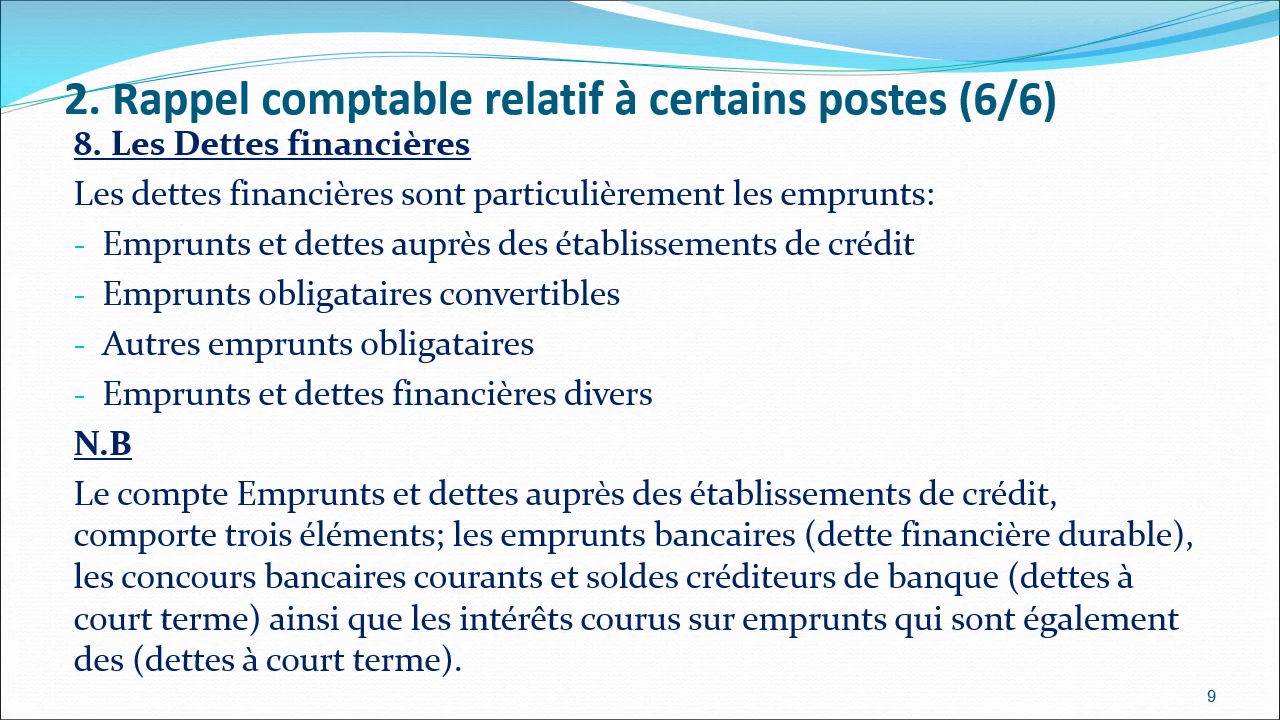 2. Rappel comptable relatif à certains postes (6/6)
8. Les Dettes financières
Les dettes financières sont particulièrement les emprunts:
- Emprunts et dettes auprès des établissements de crédit
- Emprunts obligataires convertibles
- Autres emprunts obligataires
- Emprunts et dettes financières divers
N.B
Le compte Emprunts et dettes auprès des établissements de crédit,
comporte trois éléments; les emprunts bancaires (dette financière durable),
les concours bancaires courants et soldes créditeurs de banque (dettes à
court terme) ainsi que les intérêts courus sur emprunts qui sont également
des (dettes à court terme).
9